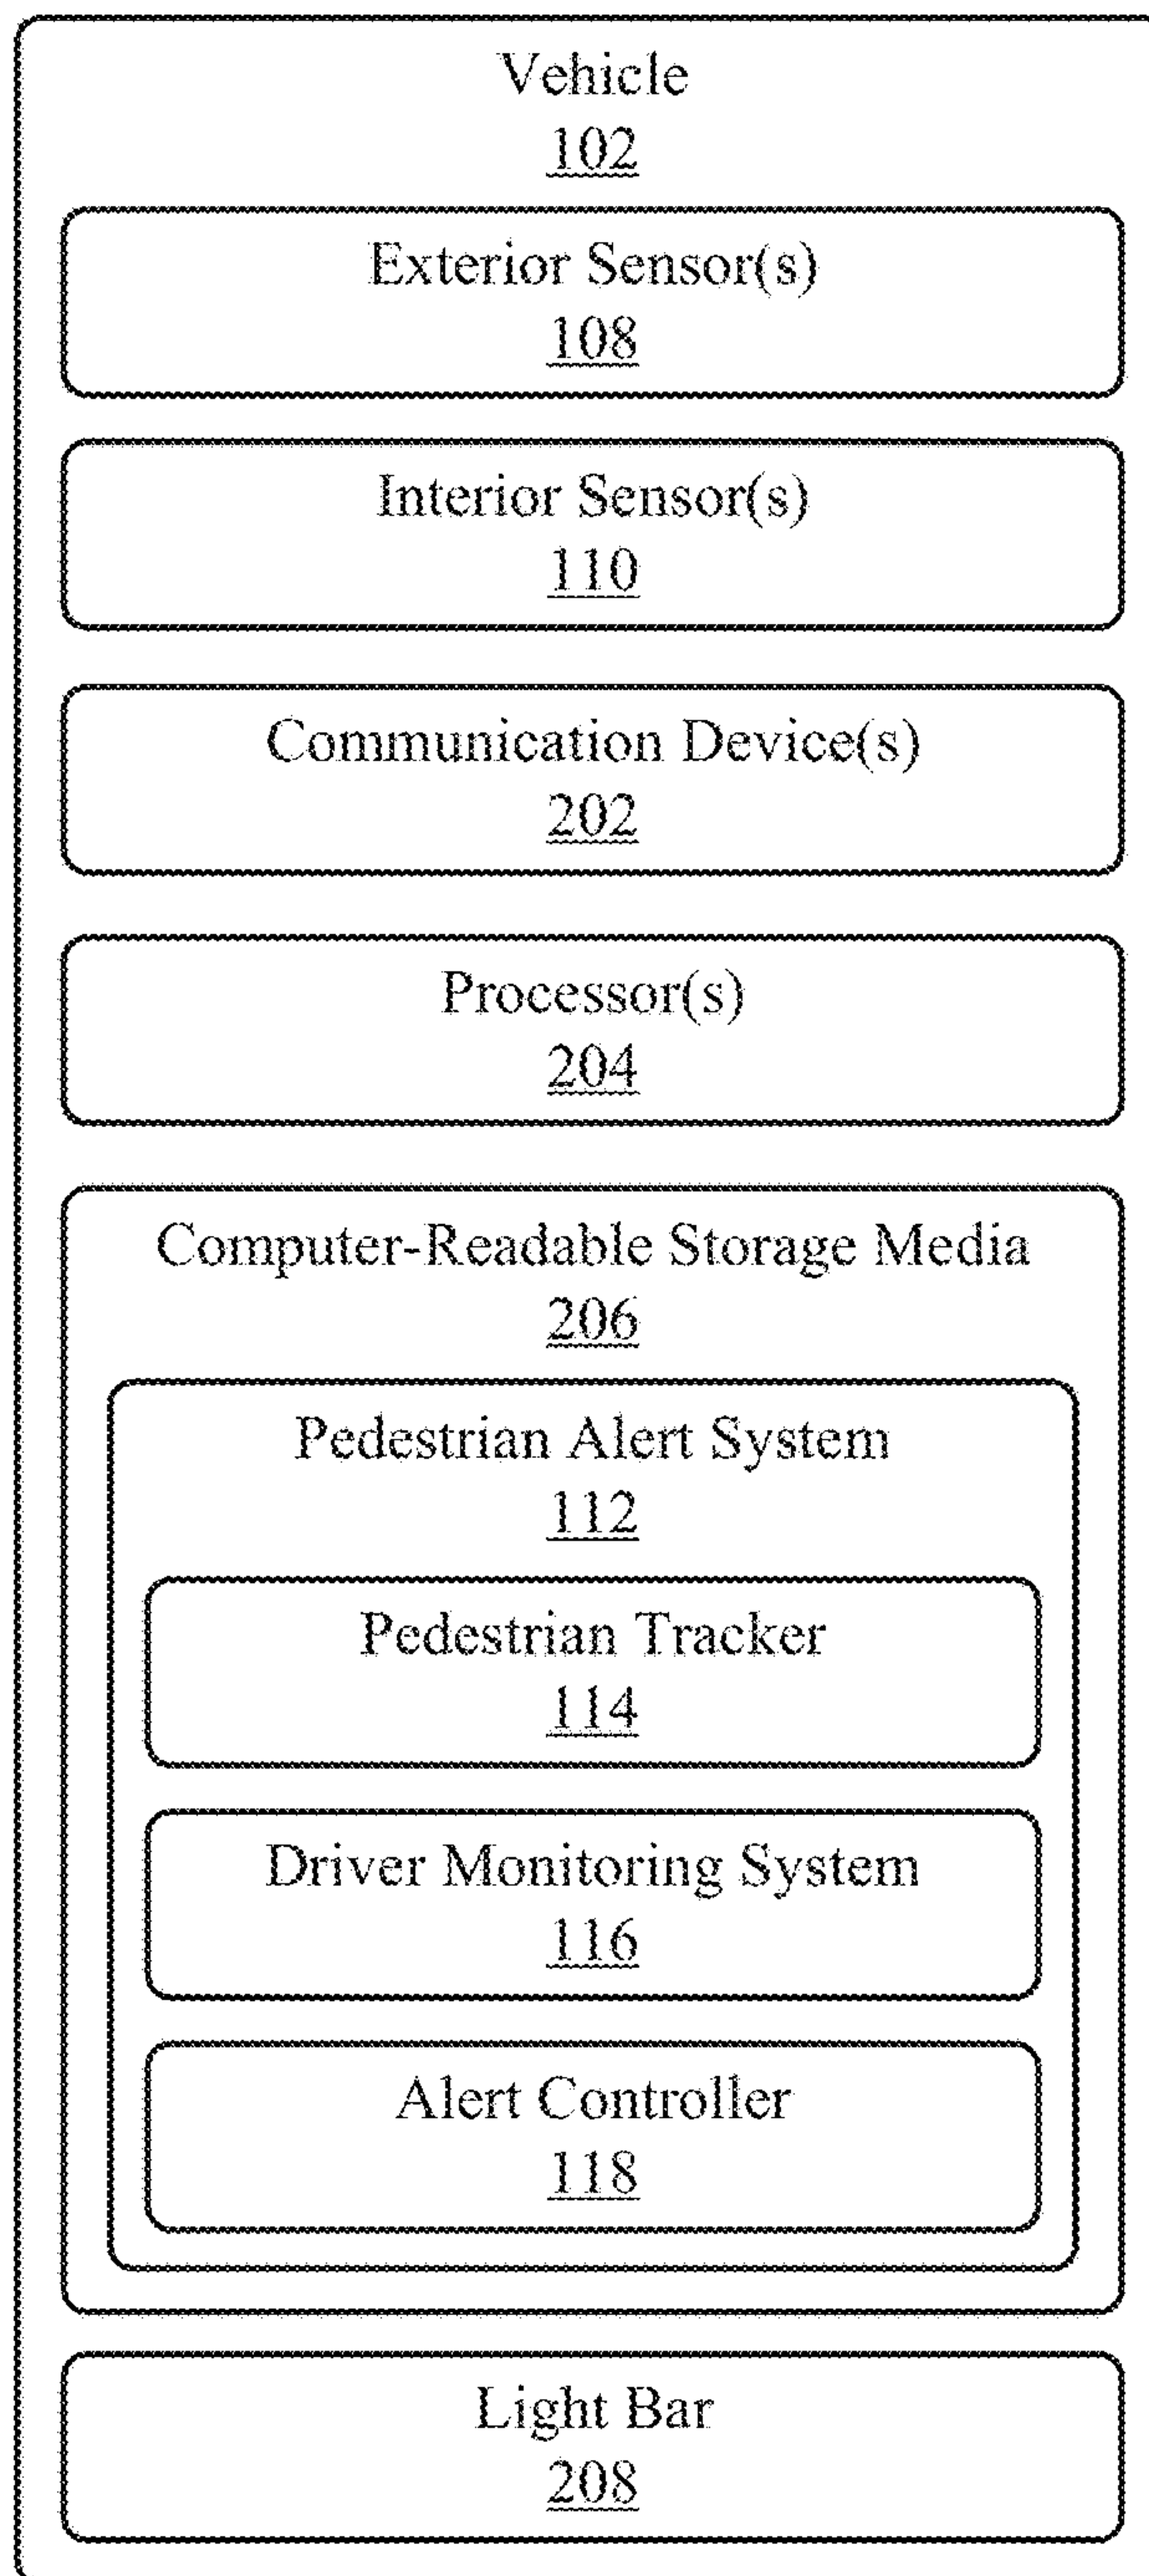 Vehicle
102
Exterior Sensor(s)
108
Interior Sensor(s)
110
Communication Device(s)
202
Processor(s)
204
Computer-Readable Storage Media
206
Pedestrian Alert System
112
Pedestrian Tracker
114
Driver Monitoring System
116
Alert Controller
118
Light Bar
208